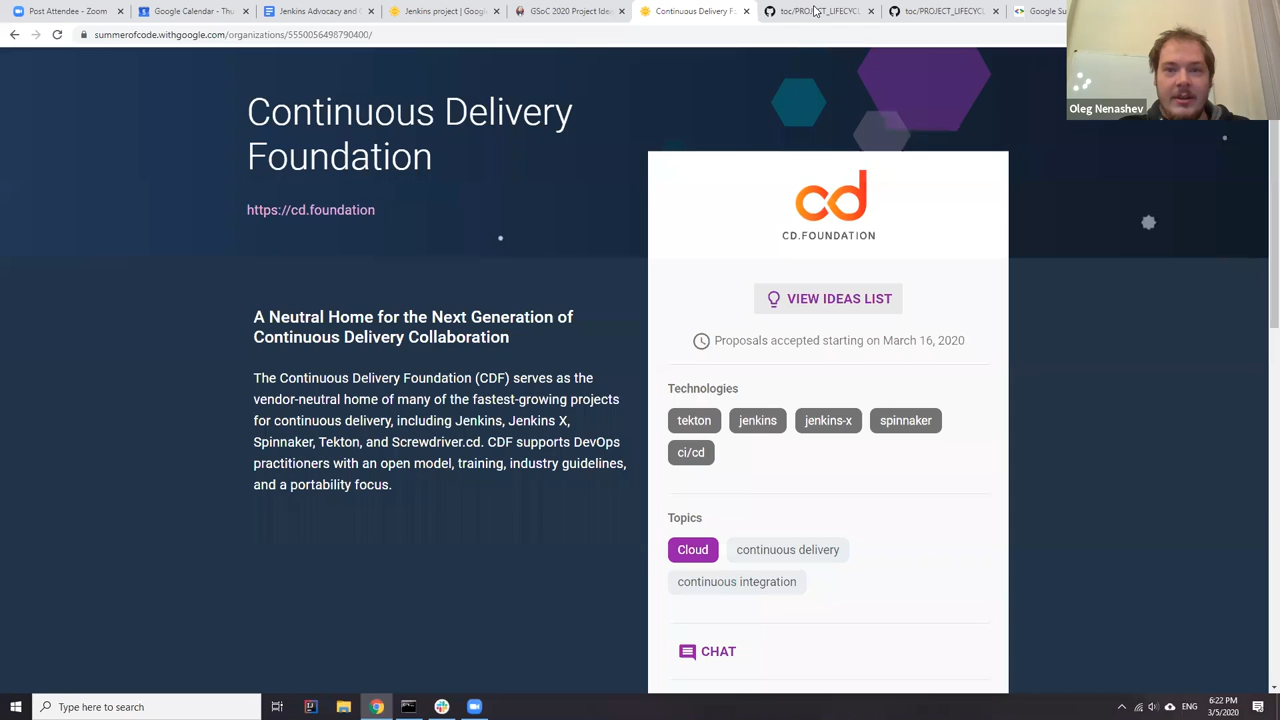 Post Attendee - Zoom
Google Calendar - Thu
Jenkins Advocacy and
Jenkins project | Googl
GSoC 2020 Project Idea
Continuous Delivery F
toc/PROJECT_LIFECYCL
toc/PROJECT_LIFECYCL
Google Su
summerofcode.withgoogle.com/organizations/5550056498790400/
Oleg Nenashev
Continuous Delivery
Foundation
https://cd.foundation
cd
CD.FOUNDATION
VIEW IDEAS LIST
Proposals accepted starting on March 16, 2020
A Neutral Home for the Next Generation of
Continuous Delivery Collaboration
The Continuous Delivery Foundation (CDF) serves as the
vendor-neutral home of many of the fastest-growing projects
for continuous delivery, including Jenkins, Jenkins X,
Spinnaker, Tekton, and Screwdriver.cd. CDF supports DevOps
practitioners with an open model, training, industry guidelines,
and a portability focus.
Technologies
tekton
jenkins
jenkins-x
spinnaker
ci/cd
Topics
Cloud
continuous delivery
continuous integration
CHAT
Type here to search
ENG
6:22 PM
3/5/2020